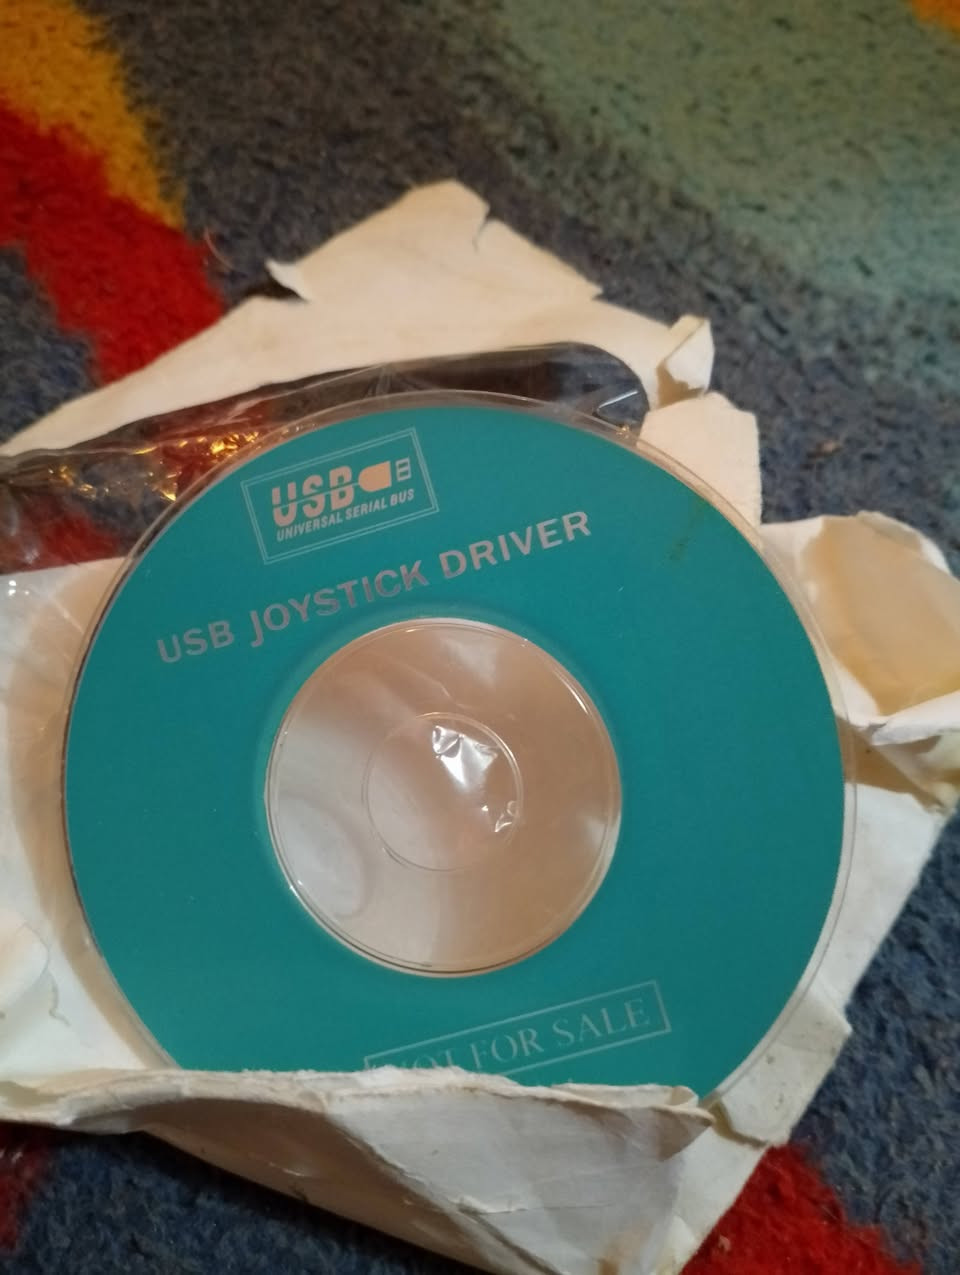 USB
UNIVERSAL SERIAL BUS
USB JOYSTICK DRIVER
NOT FOR SALE